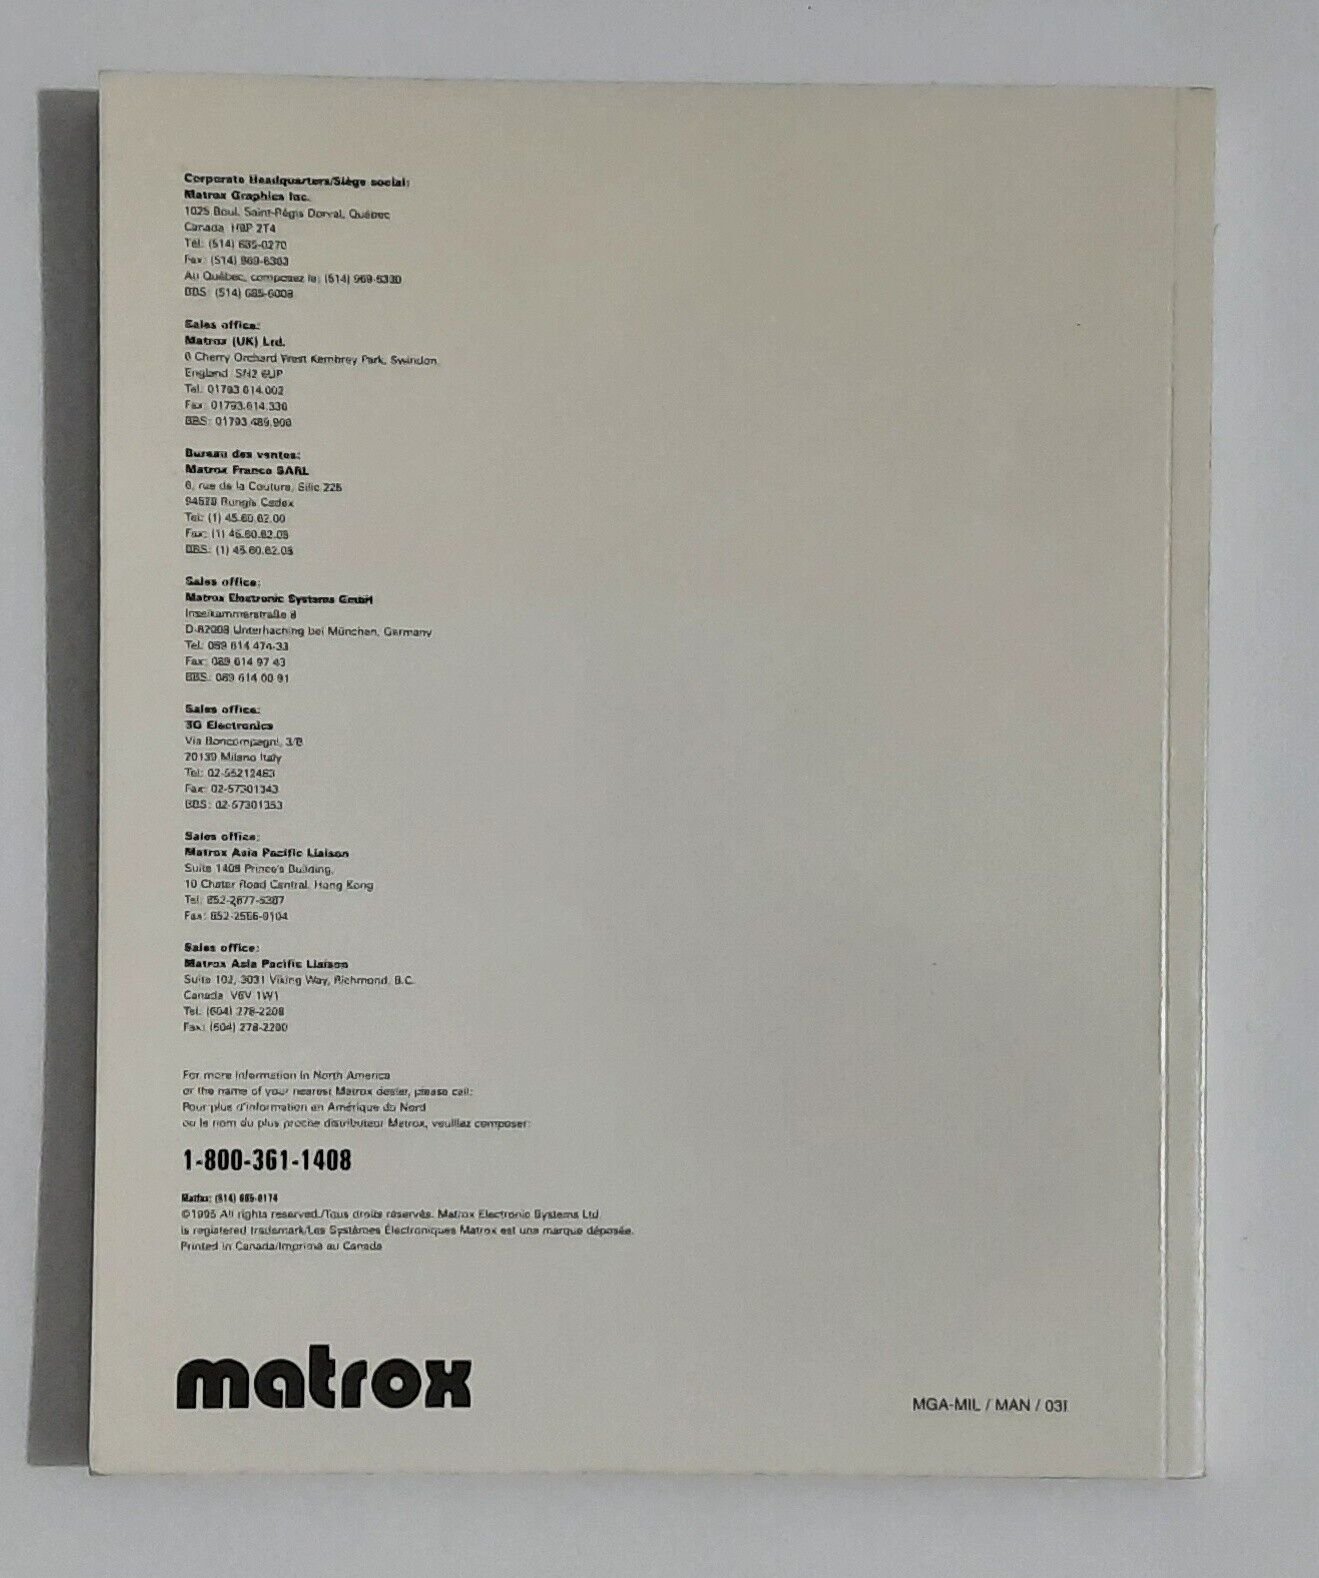 Corporate Headquarters/Siège social:
Matrox Graphics Inc.
1025 Boul. Saint-Régis Dorval, Québec
Canada H9P 2T4
Tél: (514) 685-0270
Fax: (514) 969-6363
Au Québec, composez le: (514) 969-6330
BBS: (514) 685-6008
Sales office:
Matrox (UK) Ltd.
6 Cherry Orchard West Kembrey Park, Swindon,
England SN2 6UP
Tel: 01793.614.002
Fax: 01793.614.336
BBS: 01793.489.900
Bureau des ventes:
Matrox France SARL
6, rue de la Couture, Silic 225
Rungis Cedex
Tel: (1) 45.60.62.00
Fax: (1) 45.60.62.05
BBS: (1) 45.60.62.08
Sales office:
Matrox Electronic Systems GmbH
Inselkammerstraße 8
D-82008 Unterhaching bei München, Germany
Tel: 089 614 474-33
Fax: 089 614 97 43
BBS: 089 614 00 91
Sales office:
3G Electronics
Via Boncompagni, 3/B
20139 Milano Italy
Tel: 02-55212463
Fax: 02-57301343
BBS: 02-57301353
Sales office:
Matrox Asia Pacific Liaison
Suite 1408 Prince's Building,
10 Chater Road Central, Hong Kong
Tel: 852-2877-5387
Fax:
Sales office:
Matrox Asia Pacific Liaison
Suite 102, 3031 Viking Way, Richmond, B.C.
Canada V6V 1W1
Tel: (604) 278-2208
Fax: (604) 278-2200
For more information in North America
or the name of your nearest Matrox dealer, please call:
Pour plus d'information en Amérique du Nord
ou le nom du plus proche distributeur Matrox, veuillez composer:
1-800-361-1408
Matfax: (514) 685-0174
©1995 All rights reserved./Tous droits réservés. Matrox Electronic Systems Ltd.
is registered trademark/Les Systèmes Électroniques Matrox est une marque déposée.
Printed in Canada/Imprimé au Canada
matrox
MGA-MIL / MAN / 03I